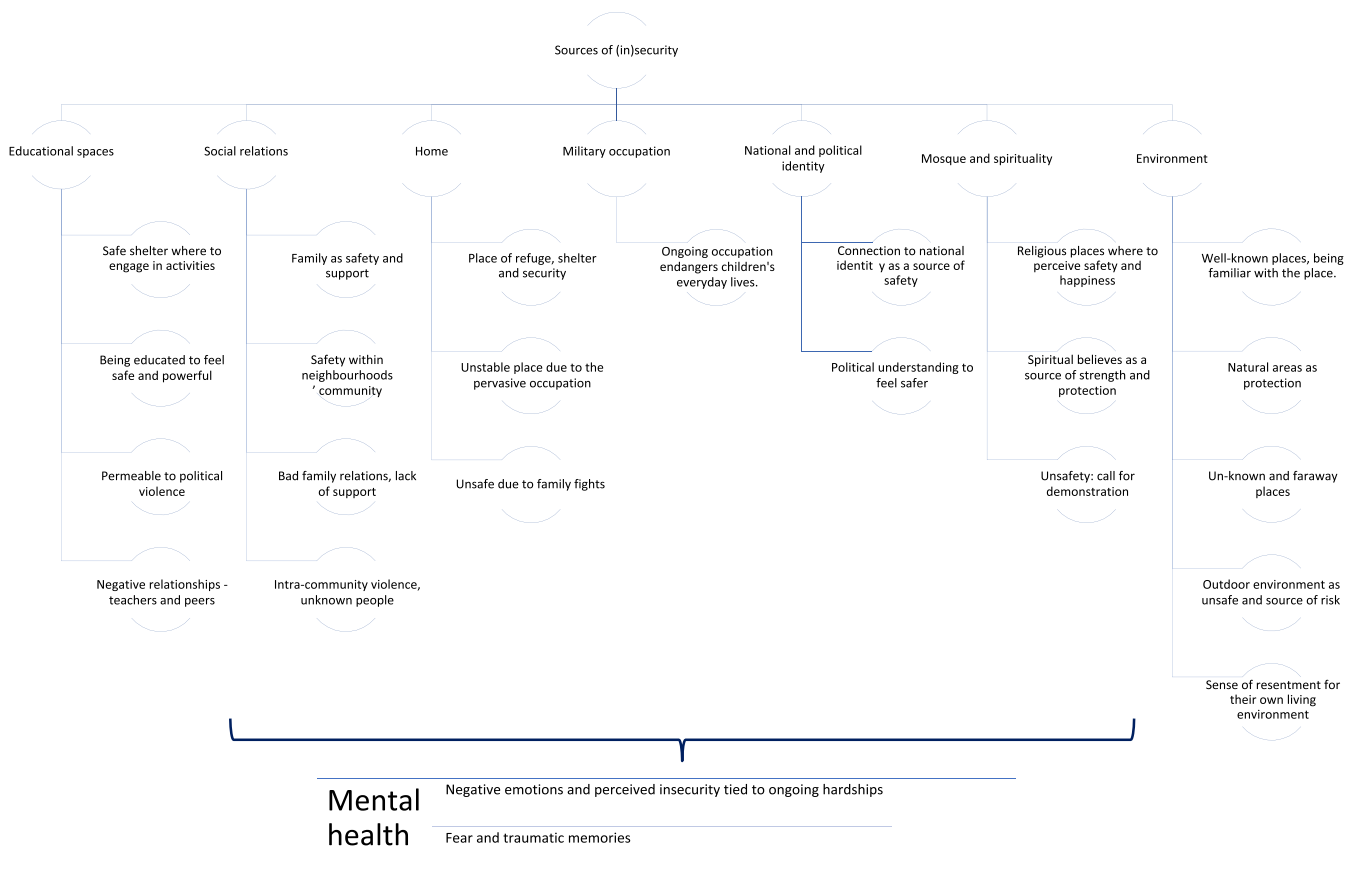 Sources of (in)security
Educational spaces
Social relations
Home
Military occupation
National and political
identity
Mosque and spirituality
Environment
Safe shelter where to
engage in activities
Being educated to feel
safe and powerful
Permeable to political
violence
Negative relationships -
teachers and peers
Family as safety and
support
Safety within
neighbourhoods
’ community
Bad family relations, lack
of support
Intra-community violence,
unknown people
Place of refuge, shelter
and security
Unstable place due to the
pervasive occupation
Unsafe due to family fights
Ongoing occupation
endangers children's
everyday lives.
Connection to national
identit y as a source of
safety
Political understanding to
feel safer
Religious places where to
perceive safety and
happiness
Spiritual believes as a
source of strength and
protection
Unsafety: call for
demonstration
Well-known places, being
familiar with the place.
Natural areas as
protection
Un-known and faraway
places
Outdoor environment as
unsafe and source of risk
Sense of resentment for
their own living
environment
Mental
health
Negative emotions and perceived insecurity tied to ongoing hardships
Fear and traumatic memories